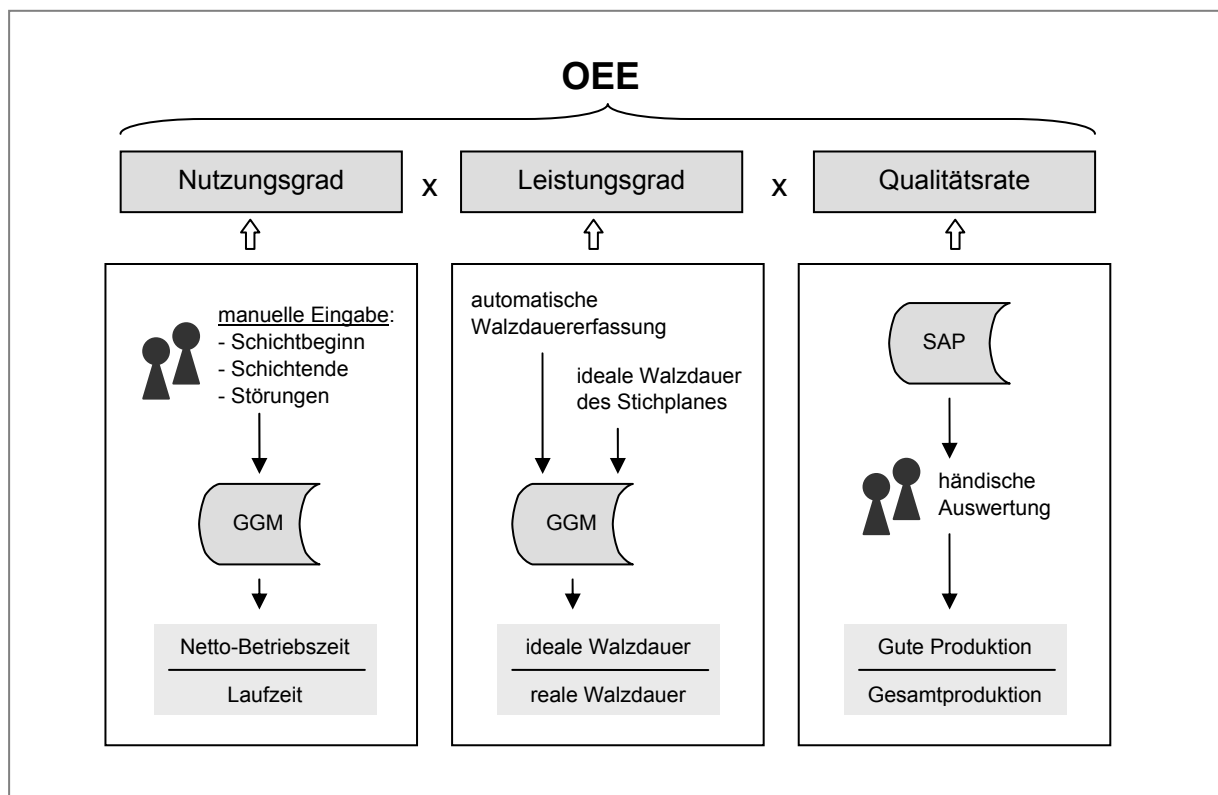 OEE
Nutzungsgrad x Leistungsgrad x Qualitätsrate
manuelle Eingabe:
- Schichtbeginn
- Schichtende
- Störungen
GGM
Netto-Betriebszeit
Laufzeit
automatische
Walzdauererfassung
ideale Walzdauer
des Stichplanes
GGM
ideale Walzdauer
reale Walzdauer
SAP
händische
Auswertung
Gute Produktion
Gesamtproduktion